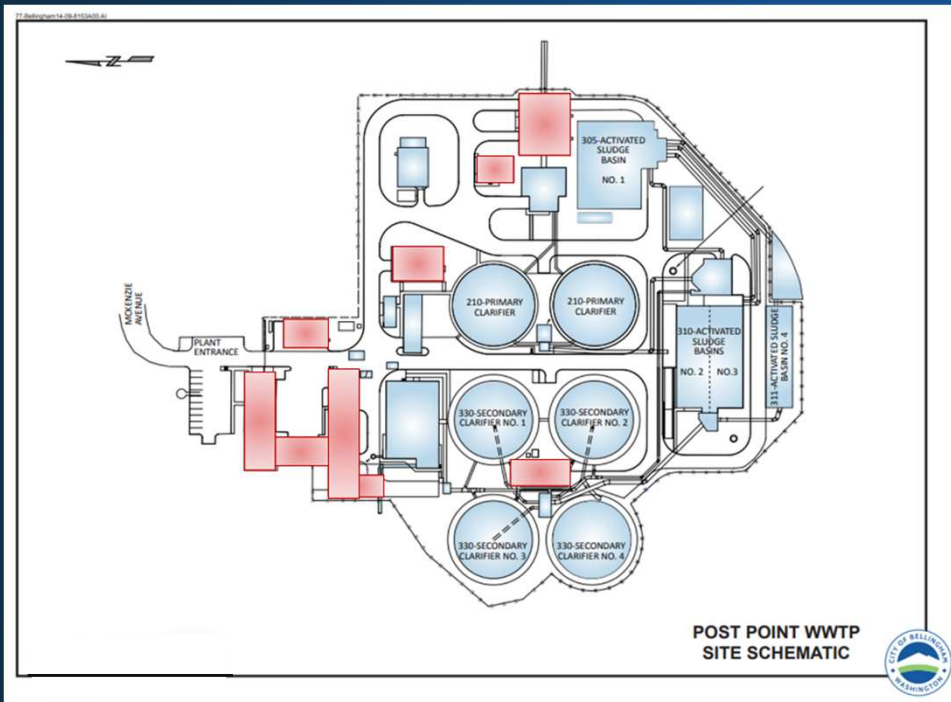 77-Bellingham14-09-8153A00.AI
N
305-ACTIVATED
SLUDGE
BASIN
NO. 1
MCKENZIE
AVENUE
PLANT
ENTRANCE
210-PRIMARY
CLARIFIER
210-PRIMARY
CLARIFIER
310-ACTIVATED
SLUDGE
BASINS
NO. 2
NO.3
311-ACTIVATED SLUDGE
BASIN NO. 4
330-SECONDARY
CLARIFIER NO. 1
330-SECONDARY
CLARIFIER NO. 2
330-SECONDARY
CLARIFIER NO. 3
330-SECONDARY
CLARIFIER NO. 4
POST POINT WWTP
SITE SCHEMATIC
CITY OF BELLINGHAM
WASHINGTON